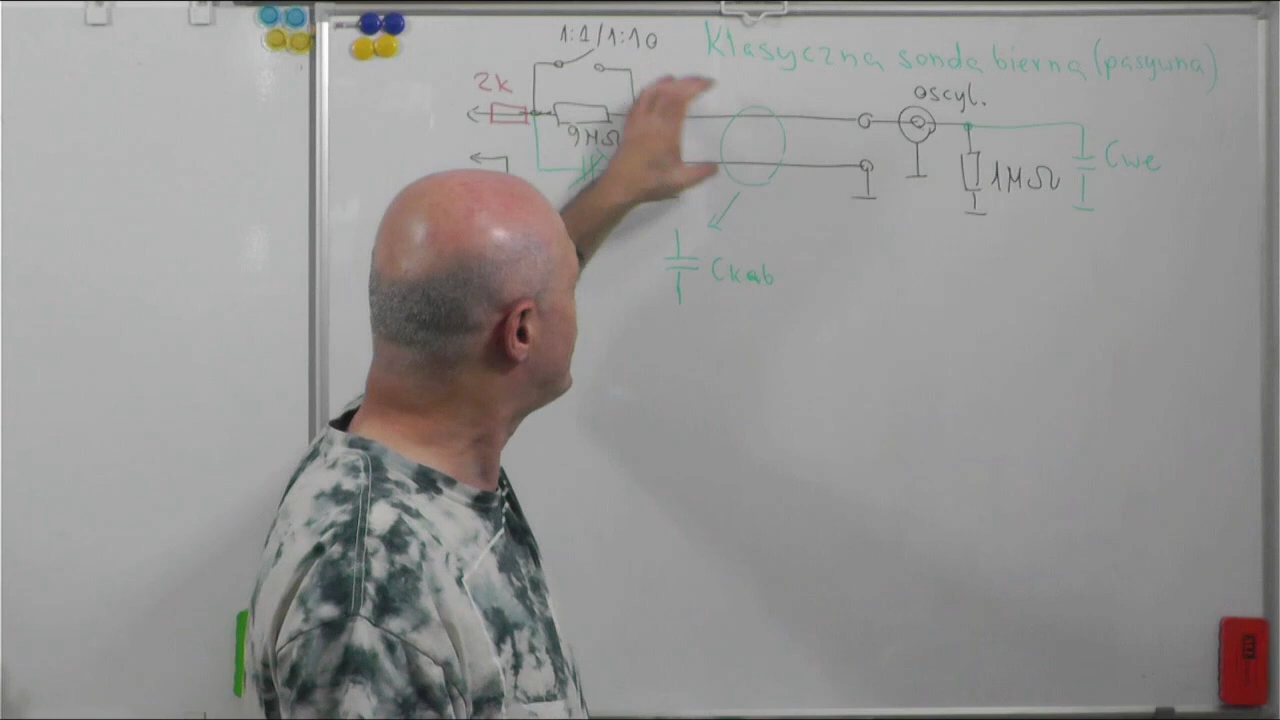 1:1/1:10
Klasyczna sonda bierna (pasywna)
2k
oscyl.
9MΩ
Cwe
1MΩ
Ckab